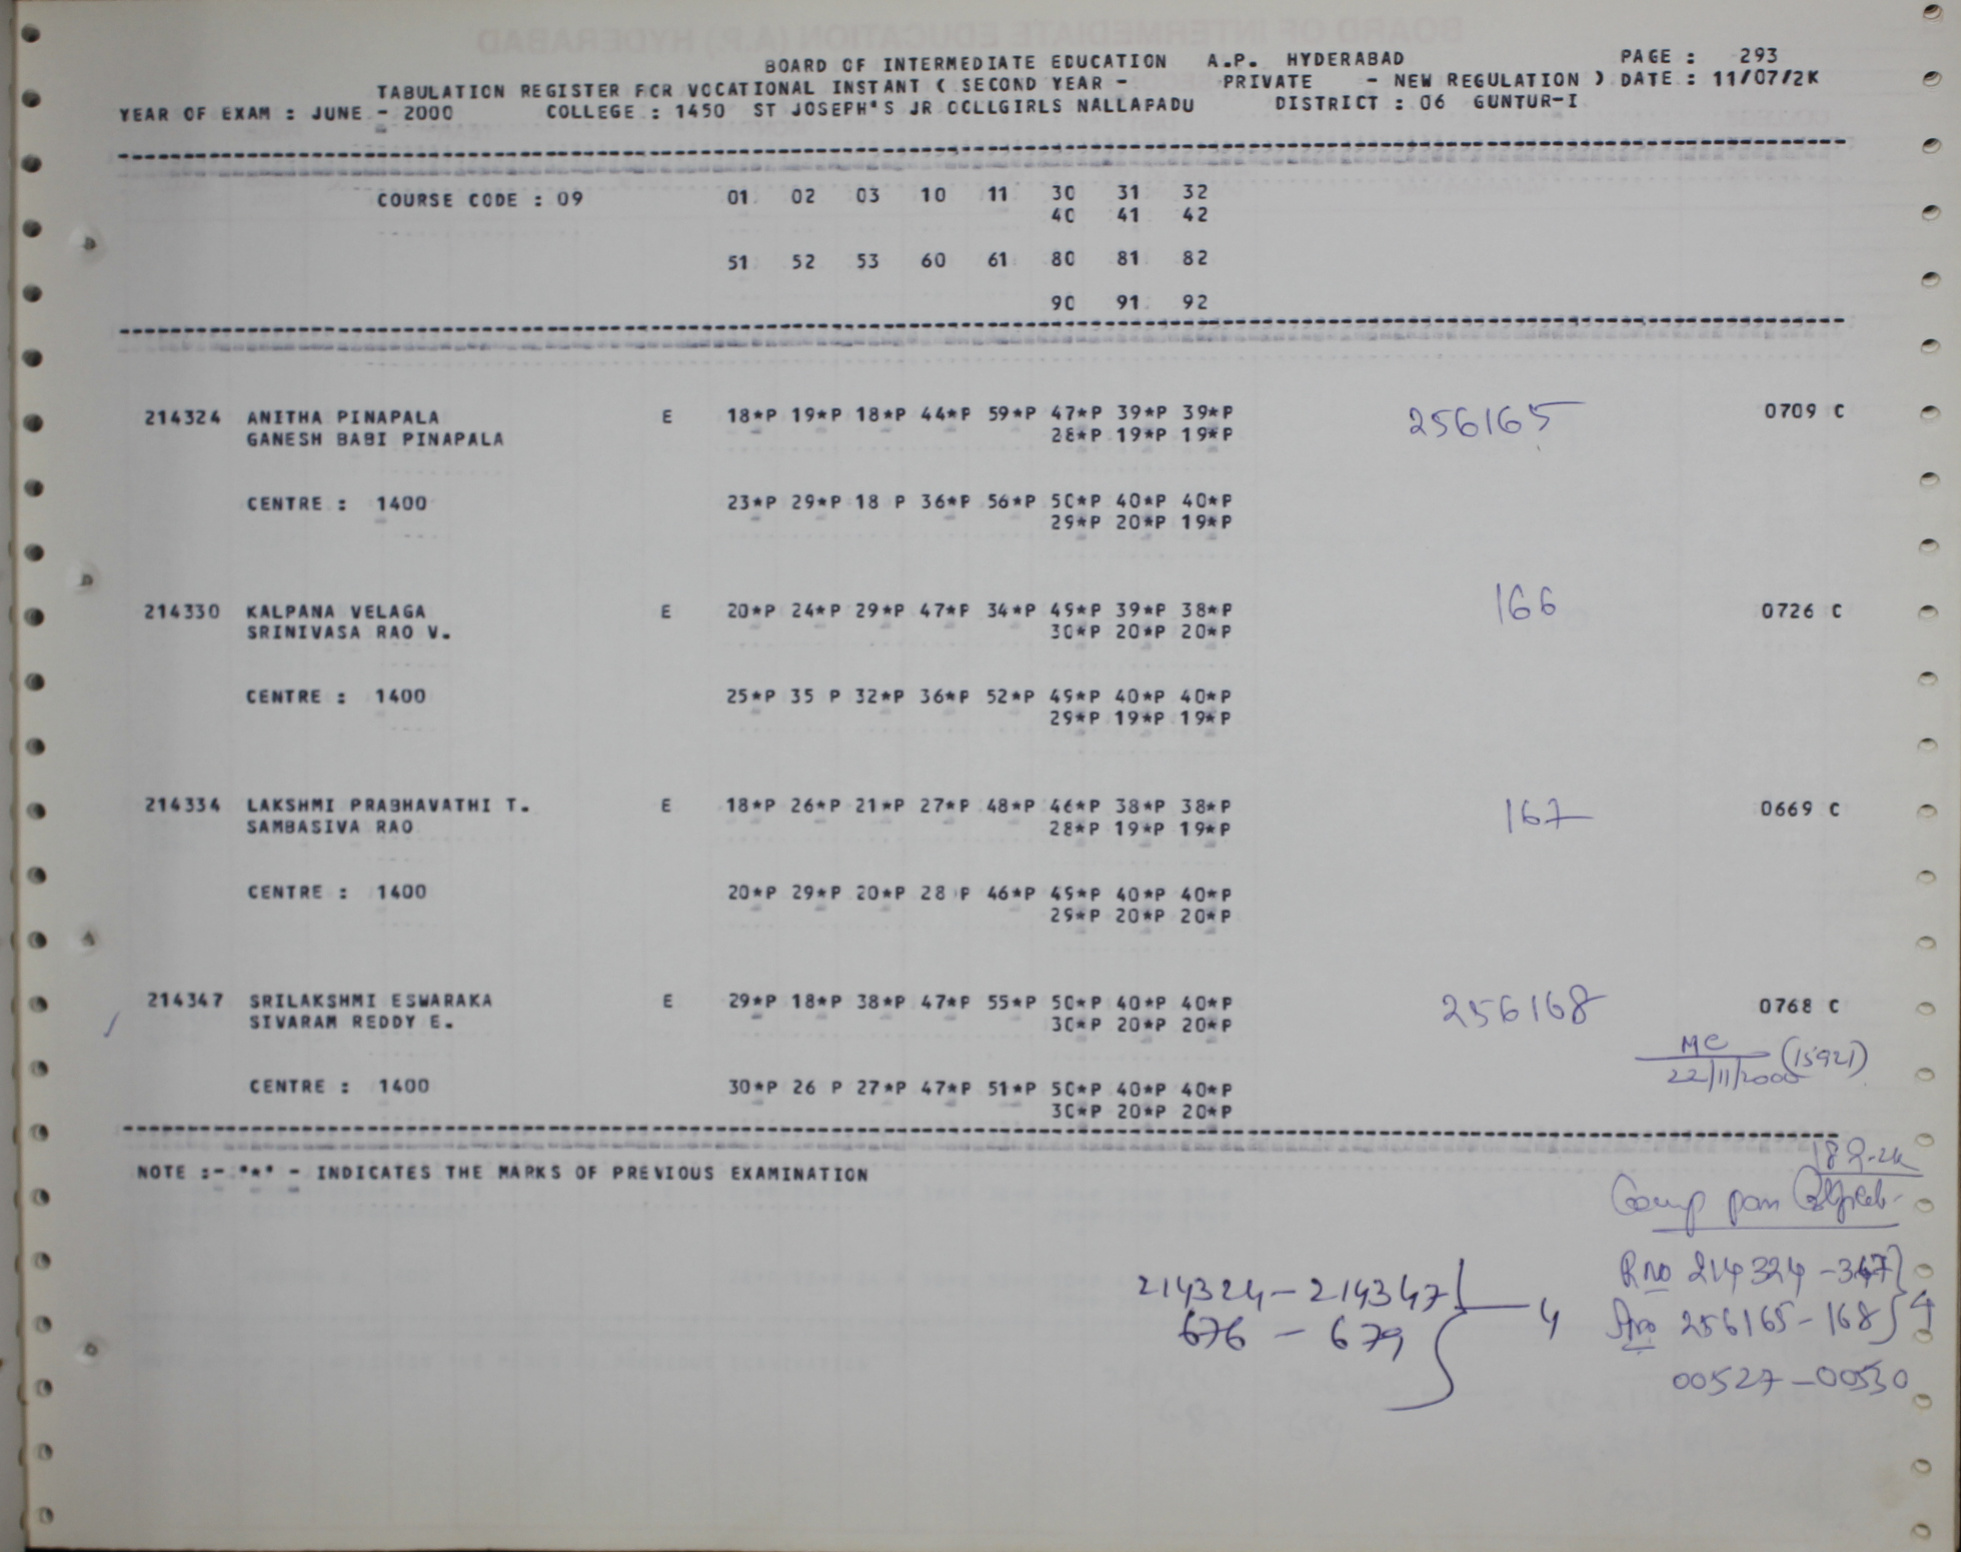 BOARD OF INTERMEDIATE EDUCATION A.P. HYDERABAD PAGE : 293
TABULATION REGISTER FCR VOCATIONAL INSTANT ( SECOND YEAR - PRIVATE - NEW REGULATION ) DATE : 11/07/2K
YEAR OF EXAM : JUNE - 2000 COLLEGE : 1450 ST JOSEPH'S JR COLLGIRLS NALLAPADU DISTRICT : 06 GUNTUR-I
COURSE CODE : 09 01 02 03 10 11 30 31 32
40 41 42
51 52 53 60 61 80 81 82
90 91 92
214324 ANITHA PINAPALA E 18*P 19*P 18*P 44*P 59*P 47*P 39*P 39*P 256165 0709 C
GANESH BABI PINAPALA 28*P 19*P 19*P
CENTRE : 1400 23*P 29*P 18 P 36*P 56*P 50*P 40*P 40*P
29*P 20*P 19*P
214330 KALPANA VELAGA E 20*P 24*P 29*P 47*P 34*P 49*P 39*P 38*P 166 0726 C
SRINIVASA RAO V. 30*P 20*P 20*P
CENTRE : 1400 25*P 35 P 32*P 36*P 52*P 49*P 40*P 40*P
29*P 19*P 19*P
214334 LAKSHMI PRABHAVATHI T. E 18*P 26*P 21*P 27*P 48*P 46*P 38*P 38*P 167 0669 C
SAMBASIVA RAO 28*P 19*P 19*P
CENTRE : 1400 20*P 29*P 20*P 28 P 46*P 49*P 40*P 40*P
29*P 20*P 20*P
214347 SRILAKSHMI ESWARAKA E 29*P 18*P 38*P 47*P 55*P 50*P 40*P 40*P 256168 0768 C
SIVARAM REDDY E. 30*P 20*P 20*P
MC (15921)
22/11/2000
CENTRE : 1400 30*P 26 P 27*P 47*P 51*P 50*P 40*P 40*P
30*P 20*P 20*P
NOTE :- '*' - INDICATES THE MARKS OF PREVIOUS EXAMINATION
Comp
Rno 214324 - 347
214324 - 214347 4
Ano 256165 - 168 4
676 - 679
00527 - 00530